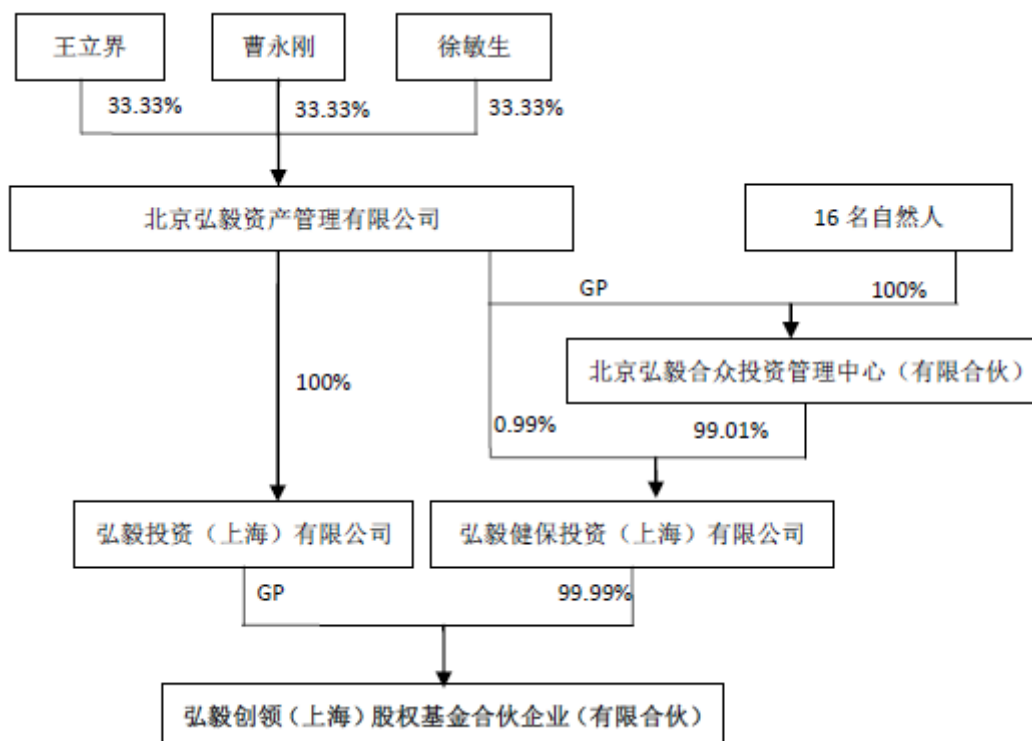 王立界
曹永刚
徐敏生
33.33%
33.33%
33.33%
北京弘毅资产管理有限公司
16 名自然人
GP
100%
北京弘毅合众投资管理中心（有限合伙）
100%
0.99%
99.01%
弘毅投资（上海）有限公司
弘毅健保投资（上海）有限公司
GP
99.99%
弘毅创领（上海）股权基金合伙企业（有限合伙）